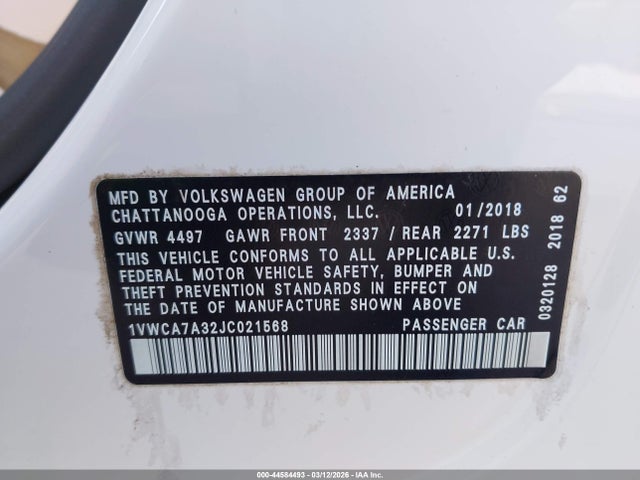 MFD BY VOLKSWAGEN GROUP OF AMERICA
CHATTANOOGA OPERATIONS, LLC. 01/2018
GVWR 4497 GAWR FRONT 2337/REAR 2271 LBS
THIS VEHICLE CONFORMS TO ALL APPLICABLE U.S.
FEDERAL MOTOR VEHICLE SAFETY, BUMPER AND
THEFT PREVENTION STANDARDS IN EFFECT ON
THE DATE OF MANUFACTURE SHOWN ABOVE
1VWCA7A32JC021568 PASSENGER CAR
0320128 2018 62
000-44584493 - 03/12/2026 - IAA Inc.